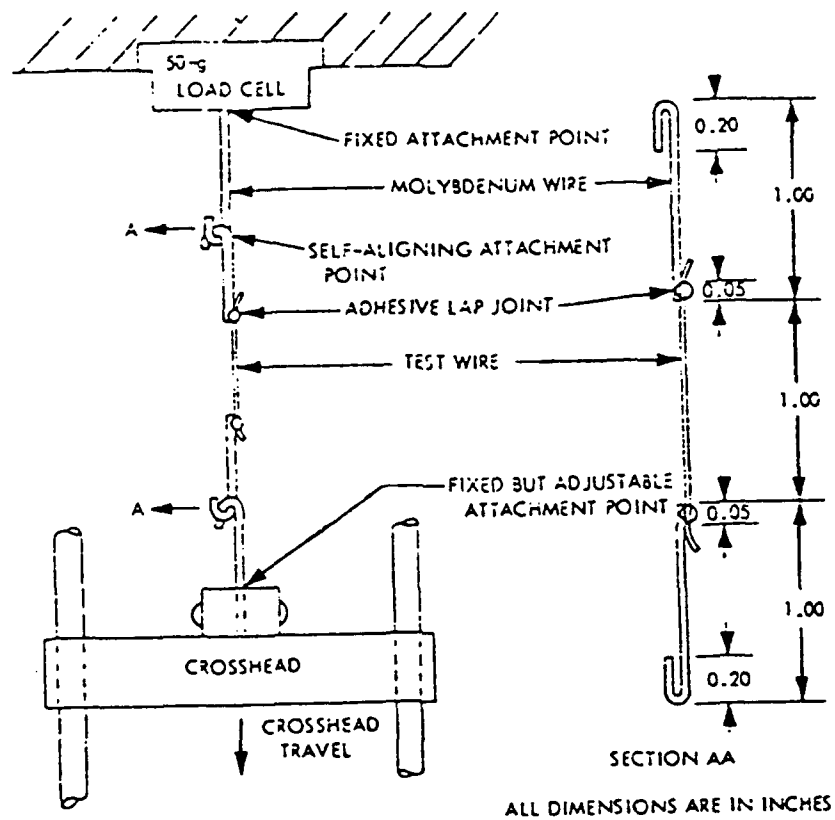 50-g
LOAD CELL
FIXED ATTACHMENT POINT
MOLYBDENUM WIRE
A
SELF-ALIGNING ATTACHMENT
POINT
ADHESIVE LAP JOINT
TEST WIRE
FIXED BUT ADJUSTABLE
ATTACHMENT POINT
A
CROSSHEAD
CROSSHEAD
TRAVEL
0.20
1.00
0.05
1.00
0.05
1.00
0.20
SECTION AA
ALL DIMENSIONS ARE IN INCHES